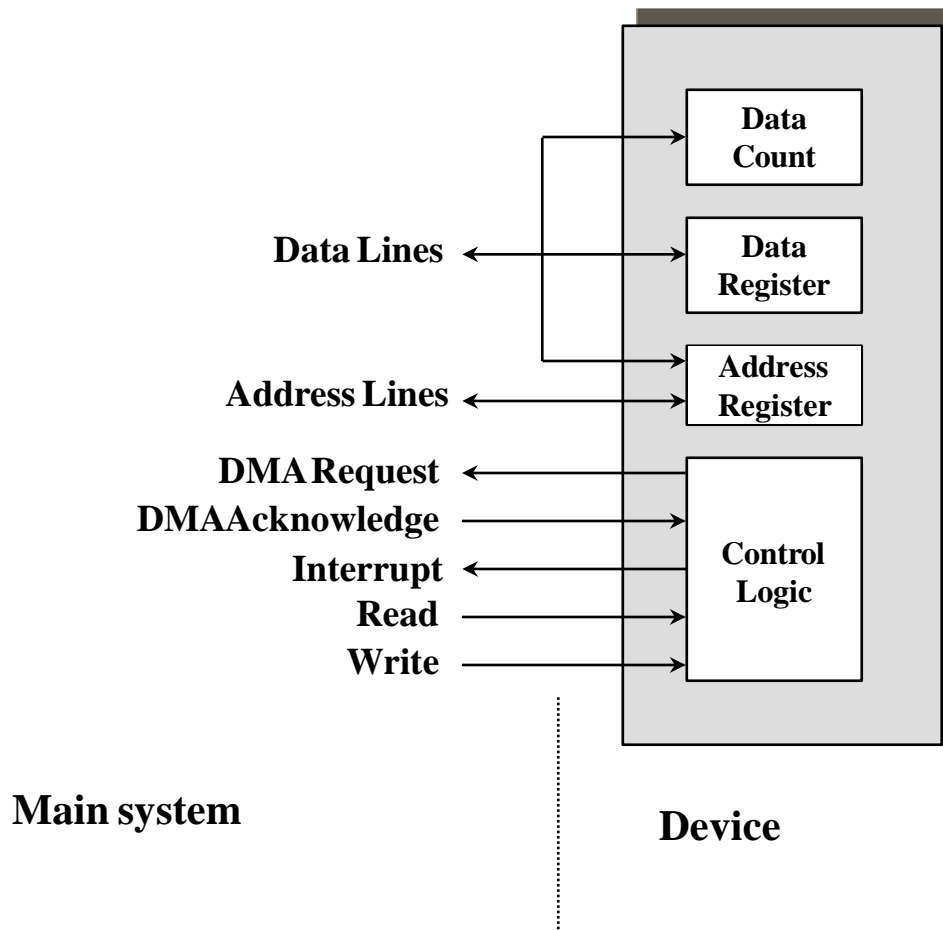 Data
Count
Data Lines
Data
Register
Address Lines
Address
Register
DMA Request
DMA Acknowledge
Interrupt
Read
Write
Control
Logic
Main system
Device